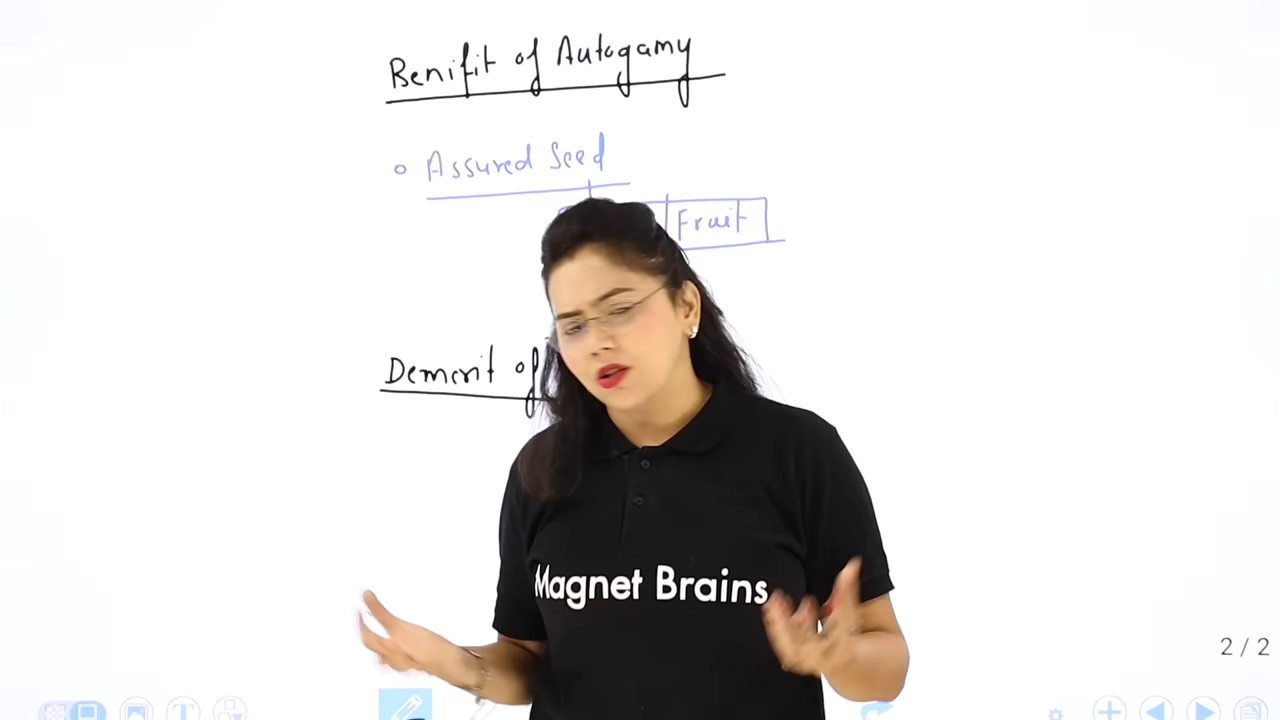 Benifit of Autogamy
Assured Seed
Fruit
Demerit of
Magnet Brains
2 / 2